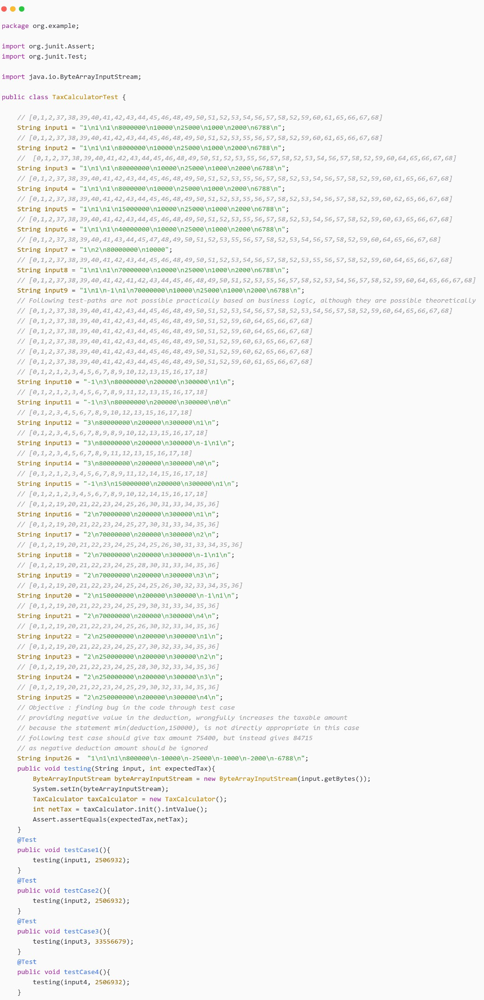 package org.example;

import org.junit.Assert;
import org.junit.Test;

import java.io.ByteArrayInputStream;

public class TaxCalculatorTest {

    // [0,1,2,37,38,39,40,41,42,43,44,45,46,48,49,50,51,52,53,54,56,57,58,52,59,60,61,65,66,67,68]
    String input1 = "1\n1\n1\n8000000\n10000\n25000\n1000\n2000\n6788\n";
    // [0,1,2,37,38,39,40,41,42,43,44,45,46,48,49,50,51,52,53,55,56,57,58,52,59,60,61,65,66,67,68]
    String input2 = "1\n1\n1\n8000000\n10000\n25000\n1000\n2000\n6788\n";
    //  [0,1,2,37,38,39,40,41,42,43,44,45,46,48,49,50,51,52,53,55,56,57,58,52,53,54,56,57,58,52,59,60,64,65,66,67,68]
    String input3 = "1\n1\n1\n80000000\n10000\n25000\n1000\n2000\n6788\n";
    // [0,1,2,37,38,39,40,41,42,43,44,45,46,48,49,50,51,52,53,55,56,57,58,52,53,54,56,57,58,52,59,60,61,65,66,67,68]
    String input4 = "1\n1\n1\n8000000\n10000\n25000\n1000\n2000\n6788\n";
    // [0,1,2,37,38,39,40,41,42,43,44,45,46,48,49,50,51,52,53,55,56,57,58,52,53,54,56,57,58,52,59,60,62,65,66,67,68]
    String input5 = "1\n1\n1\n15000000\n10000\n25000\n1000\n2000\n6788\n";
    // [0,1,2,37,38,39,40,41,42,43,44,45,46,48,49,50,51,52,53,55,56,57,58,52,53,54,56,57,58,52,59,60,63,65,66,67,68]
    String input6 = "1\n1\n1\n40000000\n10000\n25000\n1000\n2000\n6788\n";
    // [0,1,2,37,38,39,40,41,43,44,45,47,48,49,50,51,52,53,55,56,57,58,52,53,54,56,57,58,52,59,60,64,65,66,67,68]
    String input7 = "1\n2\n80000000\n10000";
    // [0,1,2,37,38,39,40,41,42,43,44,45,46,48,49,50,51,52,53,54,56,57,58,52,53,55,56,57,58,52,59,60,64,65,66,67,68]
    String input8 = "1\n1\n1\n70000000\n10000\n25000\n1000\n2000\n6788\n";
    // [0,1,2,37,38,39,40,41,42,41,42,43,44,45,46,48,49,50,51,52,53,55,56,57,58,52,53,54,56,57,58,52,59,60,64,65,66,67,68]
    String input9 = "1\n1\n-1\n1\n70000000\n10000\n25000\n1000\n2000\n6788\n";
    // Following test-paths are not possible practically based on business logic, although they are possible theoretically
    // [0,1,2,37,38,39,40,41,42,43,44,45,46,48,49,50,51,52,53,54,56,57,58,52,53,54,56,57,58,52,59,60,64,65,66,67,68]
    // [0,1,2,37,38,39,40,41,42,43,44,45,46,48,49,50,51,52,59,60,64,65,66,67,68]
    // [0,1,2,37,38,39,40,41,42,43,44,45,46,48,49,50,51,52,59,60,64,65,66,67,68]
    // [0,1,2,37,38,39,40,41,42,43,44,45,46,48,49,50,51,52,59,60,63,65,66,67,68]
    // [0,1,2,37,38,39,40,41,42,43,44,45,46,48,49,50,51,52,59,60,62,65,66,67,68]
    // [0,1,2,37,38,39,40,41,42,43,44,45,46,48,49,50,51,52,59,60,61,65,66,67,68]
    // [0,1,2,1,2,3,4,5,6,7,8,9,10,12,13,15,16,17,18]
    String input10 = "-1\n3\n80000000\n200000\n300000\n1\n";
    // [0,1,2,1,2,3,4,5,6,7,8,9,11,12,13,15,16,17,18]
    String input11 = "-1\n3\n80000000\n200000\n300000\n0\n"
    // [0,1,2,3,4,5,6,7,8,9,10,12,13,15,16,17,18]
    String input12 = "3\n80000000\n200000\n300000\n1\n";
    // [0,1,2,3,4,5,6,7,8,9,8,9,10,12,13,15,16,17,18]
    String input13 = "3\n80000000\n200000\n300000\n-1\n1\n";
    // [0,1,2,3,4,5,6,7,8,9,11,12,13,15,16,17,18]
    String input14 = "3\n80000000\n200000\n300000\n0\n";
    // [0,1,2,1,2,3,4,5,6,7,8,9,11,12,14,15,16,17,18]
    String input15 = "-1\n3\n150000000\n200000\n300000\n1\n";
    // [0,1,2,1,2,3,4,5,6,7,8,9,10,12,14,15,16,17,18]
    // [0,1,2,19,20,21,22,23,24,25,26,30,31,33,34,35,36]
    String input16 = "2\n70000000\n200000\n300000\n1\n";
    // [0,1,2,19,20,21,22,23,24,25,27,30,31,33,34,35,36]
    String input17 = "2\n70000000\n200000\n300000\n2\n";
    // [0,1,2,19,20,21,22,23,24,25,24,25,26,30,31,33,34,35,36]
    String input18 = "2\n70000000\n200000\n300000\n-1\n1\n";
    // [0,1,2,19,20,21,22,23,24,25,28,30,31,33,34,35,36]
    String input19 = "2\n70000000\n200000\n300000\n3\n";
    // [0,1,2,19,20,21,22,23,24,25,24,25,26,30,32,33,34,35,36]
    String input20 = "2\n150000000\n200000\n300000\n-1\n1\n";
    // [0,1,2,19,20,21,22,23,24,25,29,30,31,33,34,35,36]
    String input21 = "2\n70000000\n200000\n300000\n4\n";
    // [0,1,2,19,20,21,22,23,24,25,26,30,32,33,34,35,36]
    String input22 = "2\n250000000\n200000\n300000\n1\n";
    // [0,1,2,19,20,21,22,23,24,25,27,30,32,33,34,35,36]
    String input23 = "2\n250000000\n200000\n300000\n2\n";
    // [0,1,2,19,20,21,22,23,24,25,28,30,32,33,34,35,36]
    String input24 = "2\n250000000\n200000\n300000\n3\n";
    // [0,1,2,19,20,21,22,23,24,25,29,30,32,33,34,35,36]
    String input25 = "2\n250000000\n200000\n300000\n4\n";
    // Objective : finding bug in the code through test case
    // providing negative value in the deduction, wrongfully increases the taxable amount
    // because the statement min(deduction,150000), is not directly appropriate in this case
    // following test case should give tax amount 75400, but instead gives 84715
    // as negative deduction amount should be ignored
    String input26 =  "1\n1\n1\n800000\n-10000\n-25000\n-1000\n-2000\n-6788\n";
    public void testing(String input, int expectedTax){
        ByteArrayInputStream byteArrayInputStream = new ByteArrayInputStream(input.getBytes());
        System.setIn(byteArrayInputStream);
        TaxCalculator taxCalculator = new TaxCalculator();
        int netTax = taxCalculator.init().intValue();
        Assert.assertEquals(expectedTax,netTax);
    }
    @Test
    public void testCase1(){
        testing(input1, 2506932);
    }
    @Test
    public void testCase2(){
        testing(input2, 2506932);
    }
    @Test
    public void testCase3(){
        testing(input3, 33556679);
    }
    @Test
    public void testCase4(){
        testing(input4, 2506932);
    }